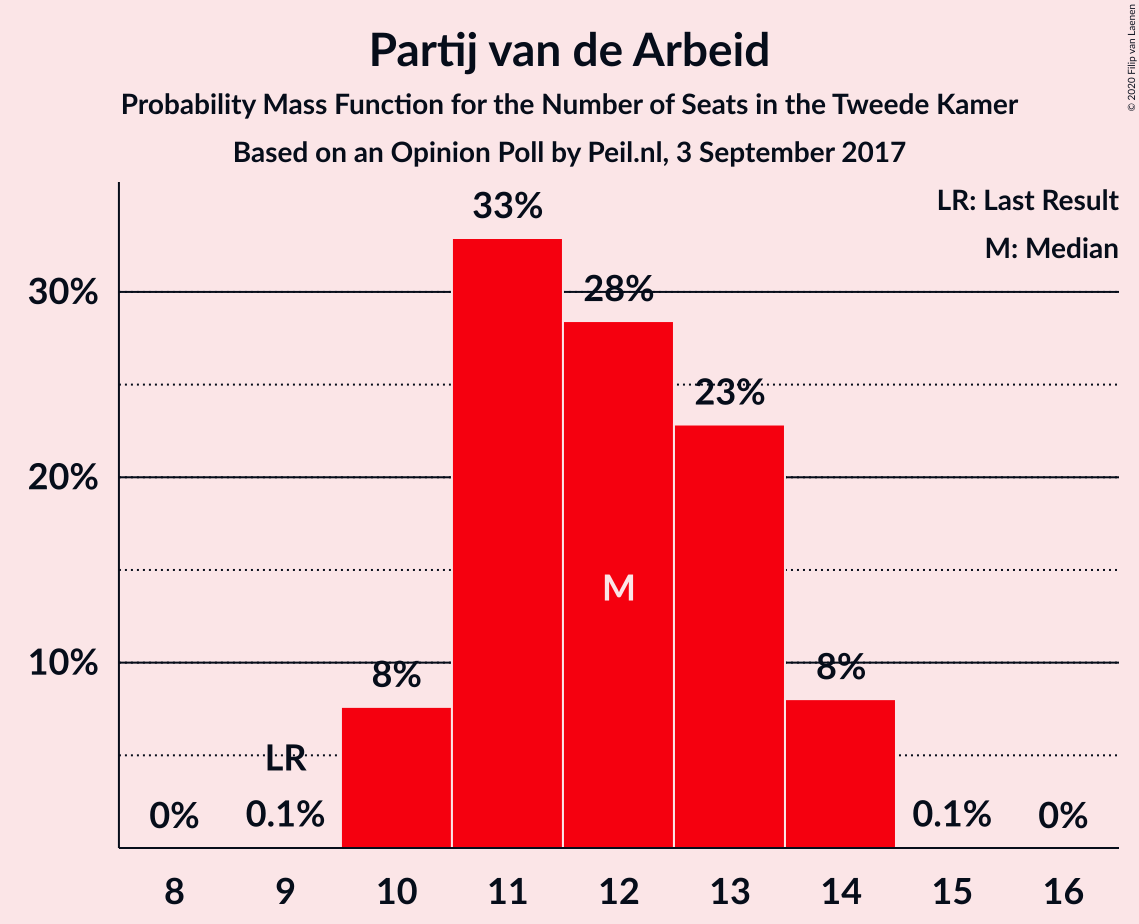 Partij van de Arbeid
Probability Mass Function for the Number of Seats in the Tweede Kamer
Based on an Opinion Poll by Peil.nl, 3 September 2017
© 2020 Filip van Laenen
LR: Last Result
M: Median
33%
30%
28%
23%
20%
M
10%
8%
8%
LR
0%
0.1%
0.1%
0%
8 9 10 11 12 13 14 15 16